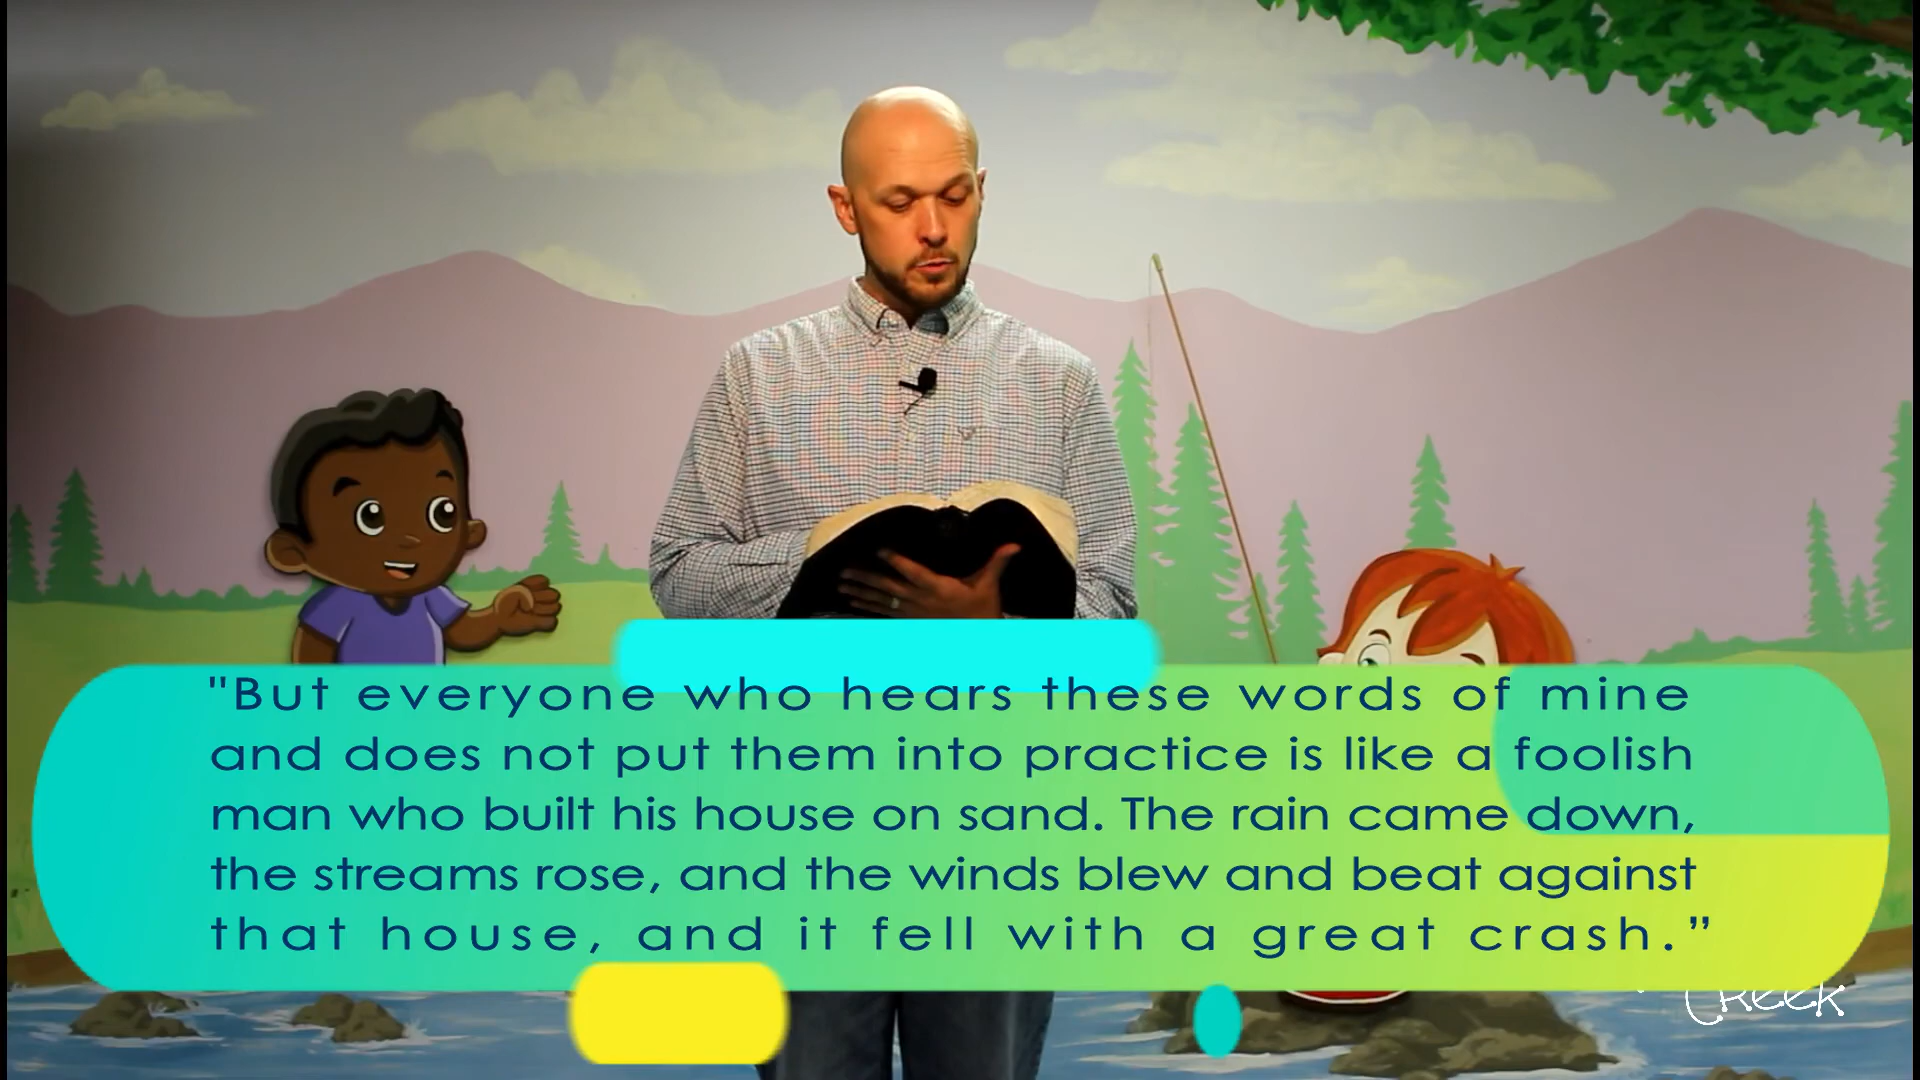 "But everyone who hears these words of mine
and does not put them into practice is like a foolish
man who built his house on sand. The rain came down,
the streams rose, and the winds blew and beat against
that house, and it fell with a great crash.”
CReeK